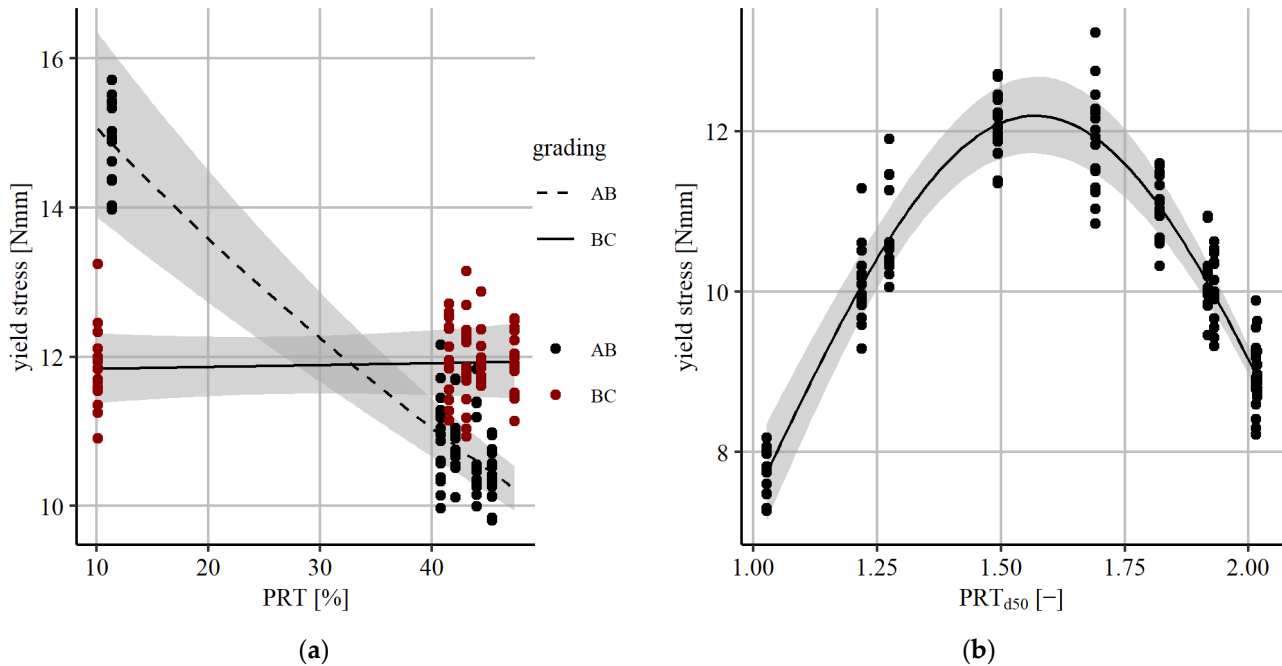 16
14
12
10
yield stress [Nmm]
10 20 30 40
PRT [%]
grading
AB
BC
AB
BC
(a)
12
10
8
yield stress [Nmm]
1.00 1.25 1.50 1.75 2.00
PRTd50 [−]
(b)